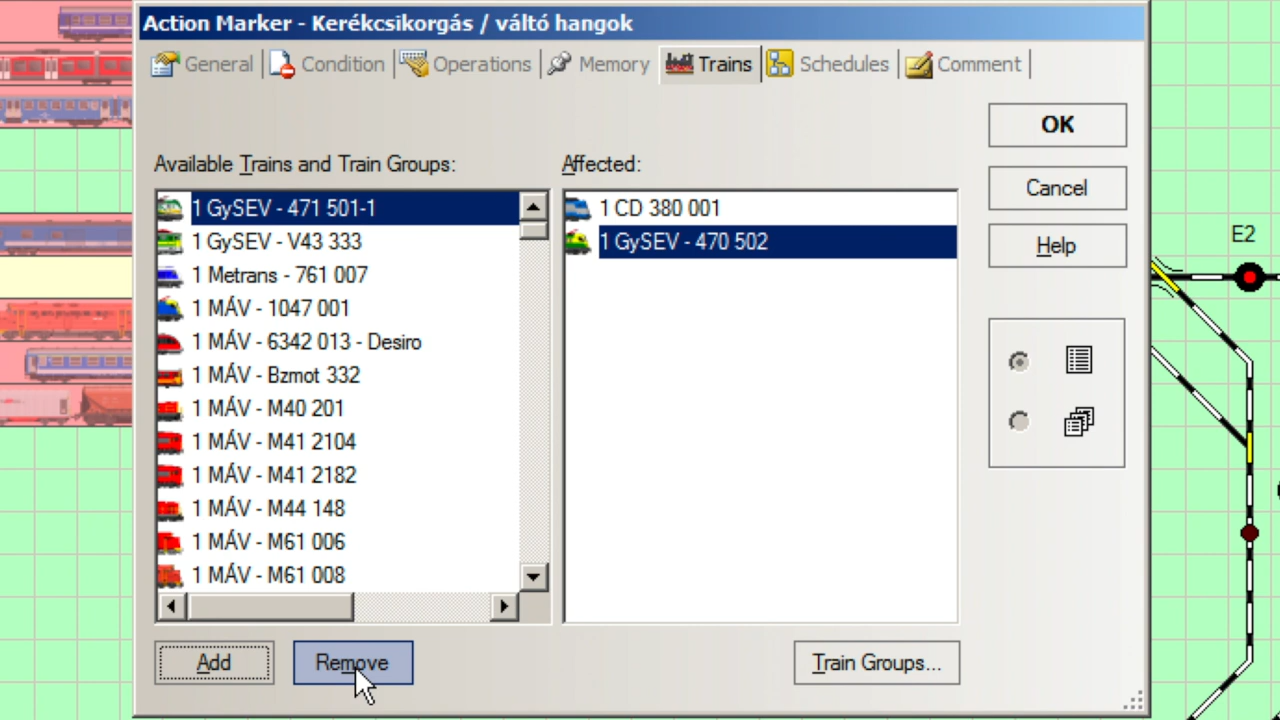 Action Marker - Kerékcsikorgás / váltó hangok
General Condition Operations Memory Trains Schedules Comment
OK
Available Trains and Train Groups: Affected:
Cancel
1 GySEV - 471 501-1
1 CD 380 001
1 GySEV - V43 333
1 GySEV - 470 502
Help
E2
1 Metrans - 761 007
1 MÁV - 1047 001
1 MÁV - 6342 013 - Desiro
1 MÁV - Bzmot 332
1 MÁV - M40 201
1 MÁV - M41 2104
1 MÁV - M41 2182
1 MÁV - M44 148
1 MÁV - M61 006
1 MÁV - M61 008
Add Remove Train Groups...